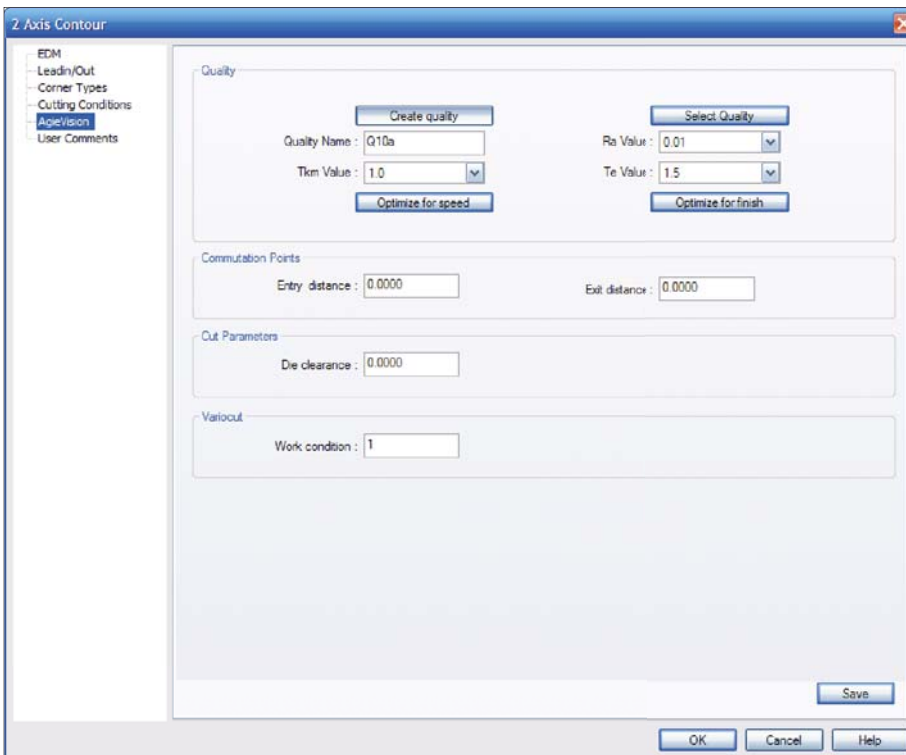 2 Axis Contour
EDM
Leadin/Out
Corner Types
Cutting Conditions
AgieVision
User Comments
Quality
Create quality
Select Quality
Quality Name : Q10a
Ra Value : 0.01
Tkm Value : 1.0
Te Value : 1.5
Optimize for speed
Optimize for finish
Commutation Points
Entry distance : 0.0000
Exit distance : 0.0000
Cut Parameters
Die clearance : 0.0000
Variocut
Work condition : 1
Save
OK
Cancel
Help